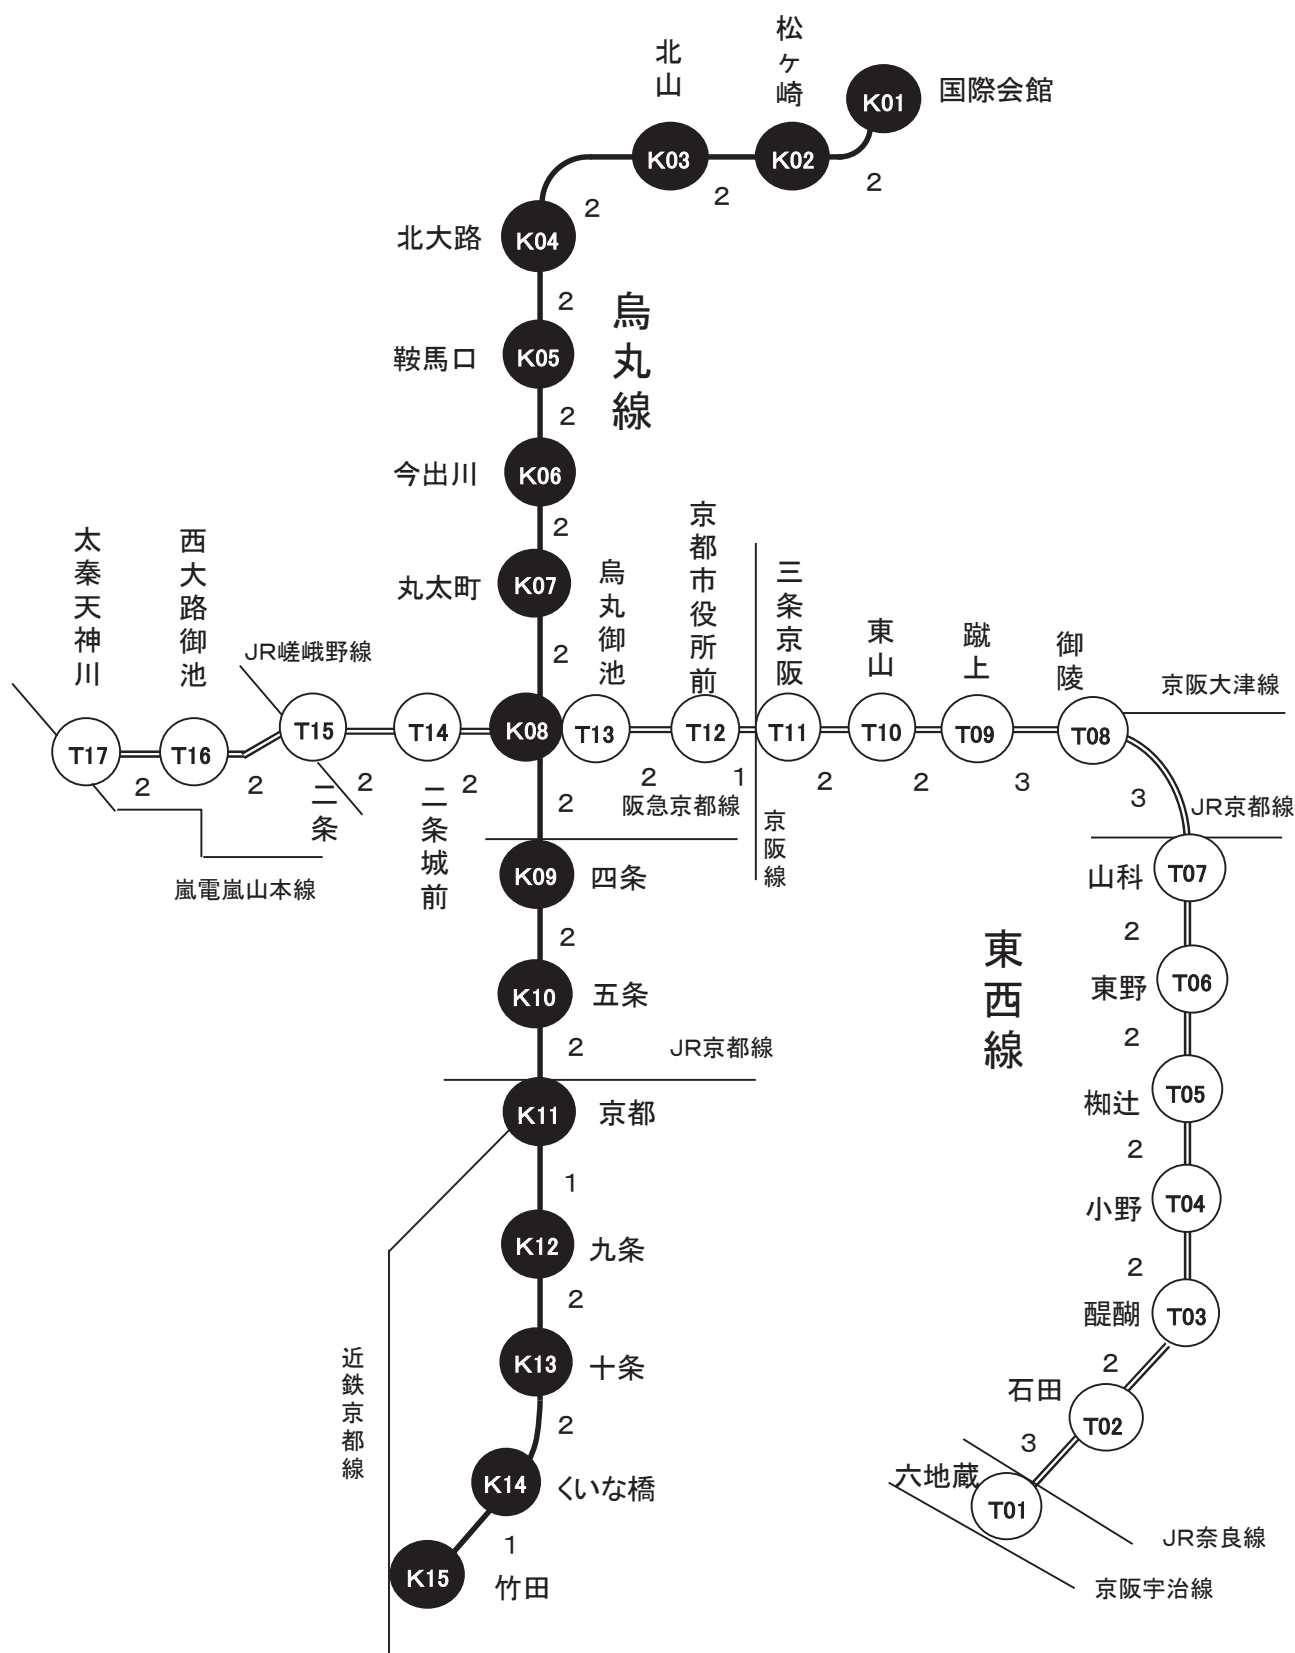 国際会館
K01
松ヶ崎
K02
2
北山
K03
2
2
北大路
K04
2
烏丸線
鞍馬口
K05
2
今出川
K06
2
丸太町
K07
2
太秦天神川
T17
2
西大路御池
T16
2
JR嵯峨野線
T15
二条
2
T14
二条城前
2
K08
烏丸御池
T13
2
京都市役所前
T12
1
三条京阪
T11
2
東山
T10
2
蹴上
T09
3
御陵
T08
京阪大津線
3
JR京都線
嵐電嵐山本線
2
阪急京都線
京阪線
K09
四条
2
K10
五条
2
JR京都線
K11
京都
1
K12
九条
2
K13
十条
2
K14
くいな橋
1
K15
竹田
近鉄京都線
東西線
山科
T07
2
東野
T06
2
椥辻
T05
2
小野
T04
2
醍醐
T03
2
石田
T02
3
六地蔵
T01
JR奈良線
京阪宇治線